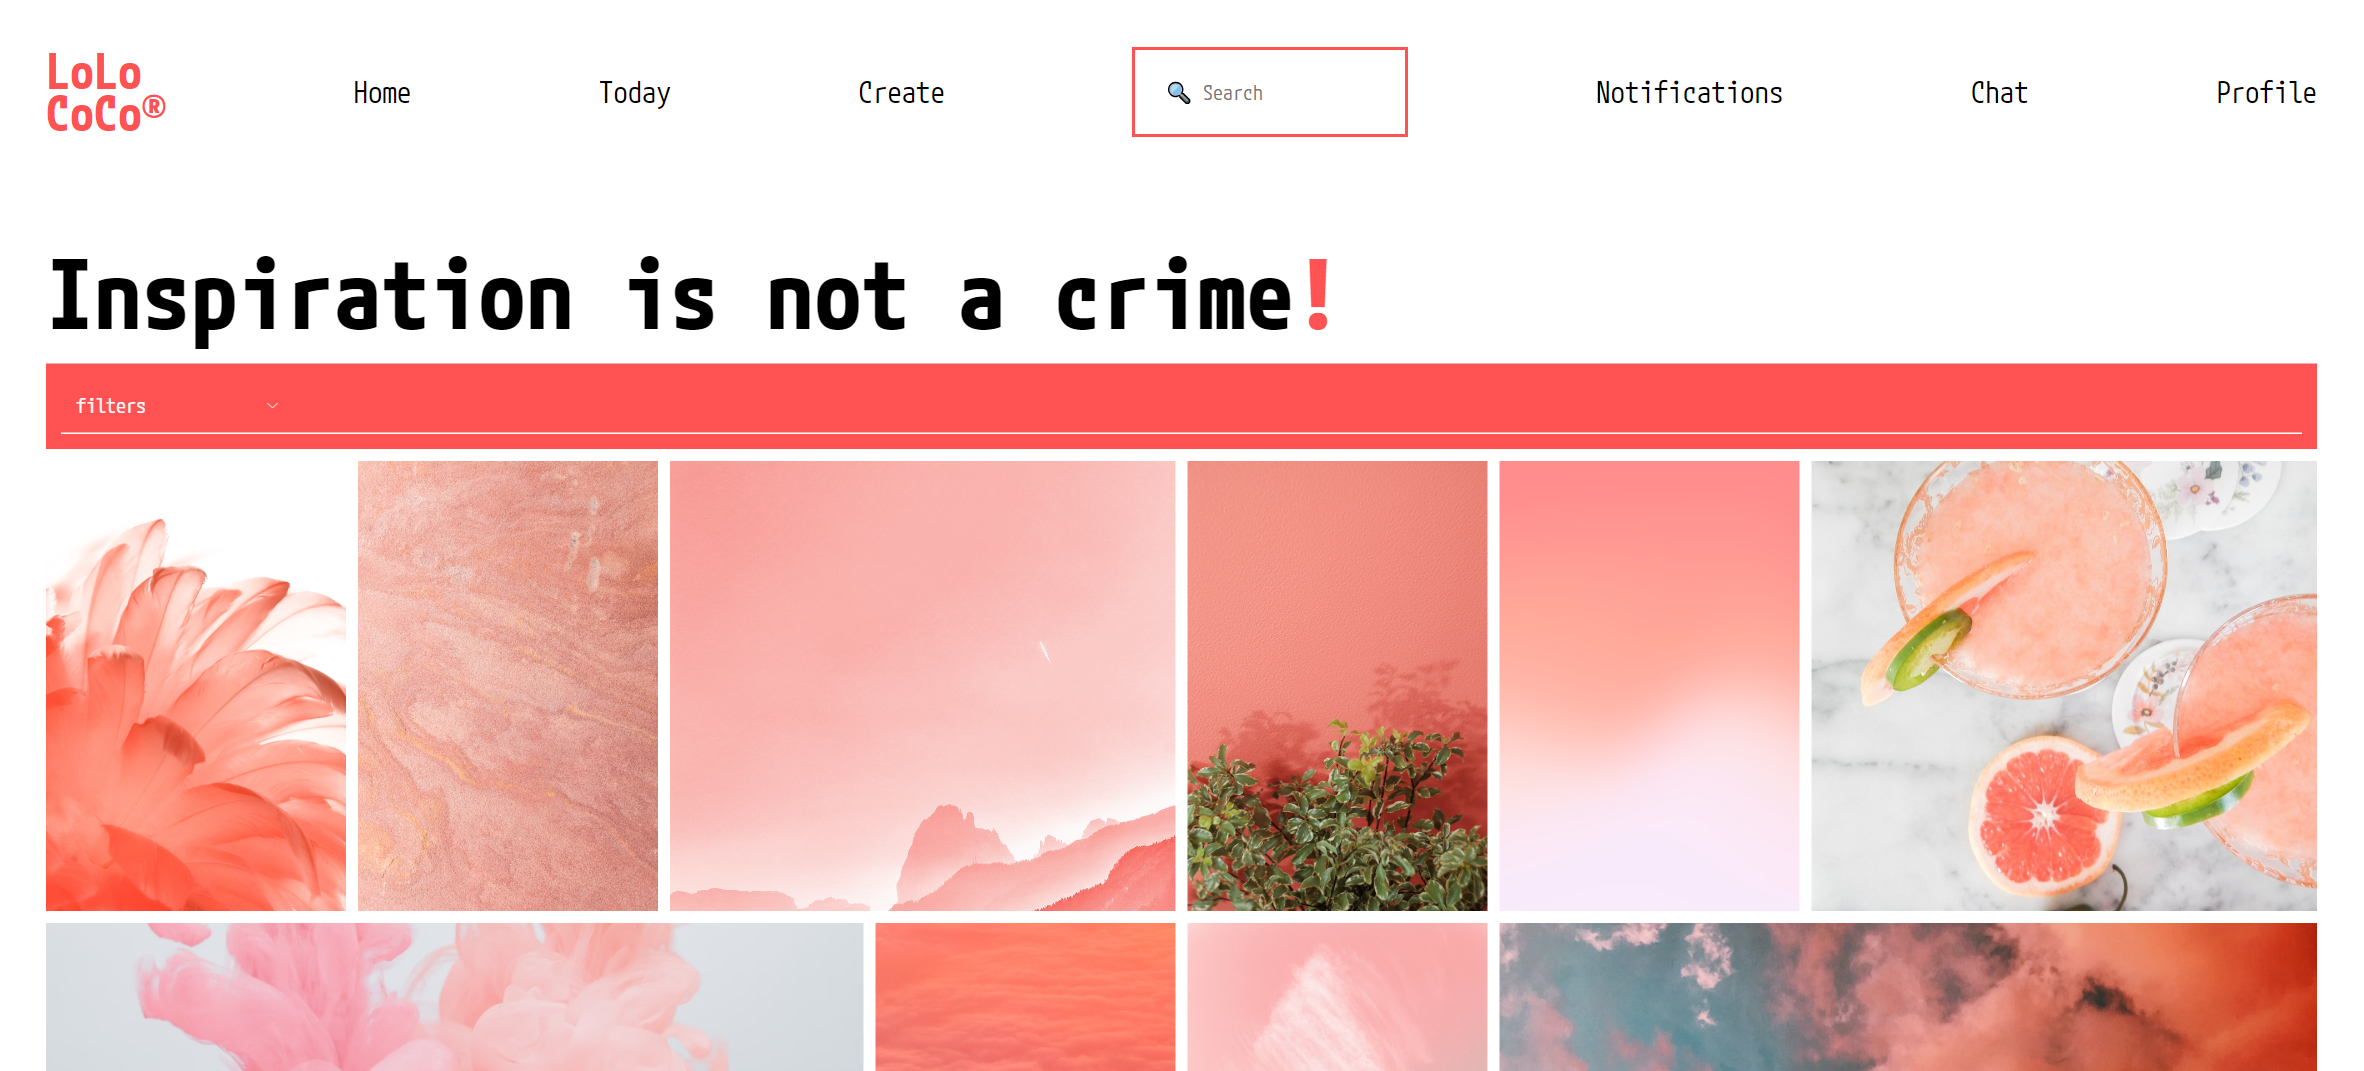 LoLo
CoCo®
Home
Today
Create
Search
Notifications
Chat
Profile
Inspiration is not a crime!
filters